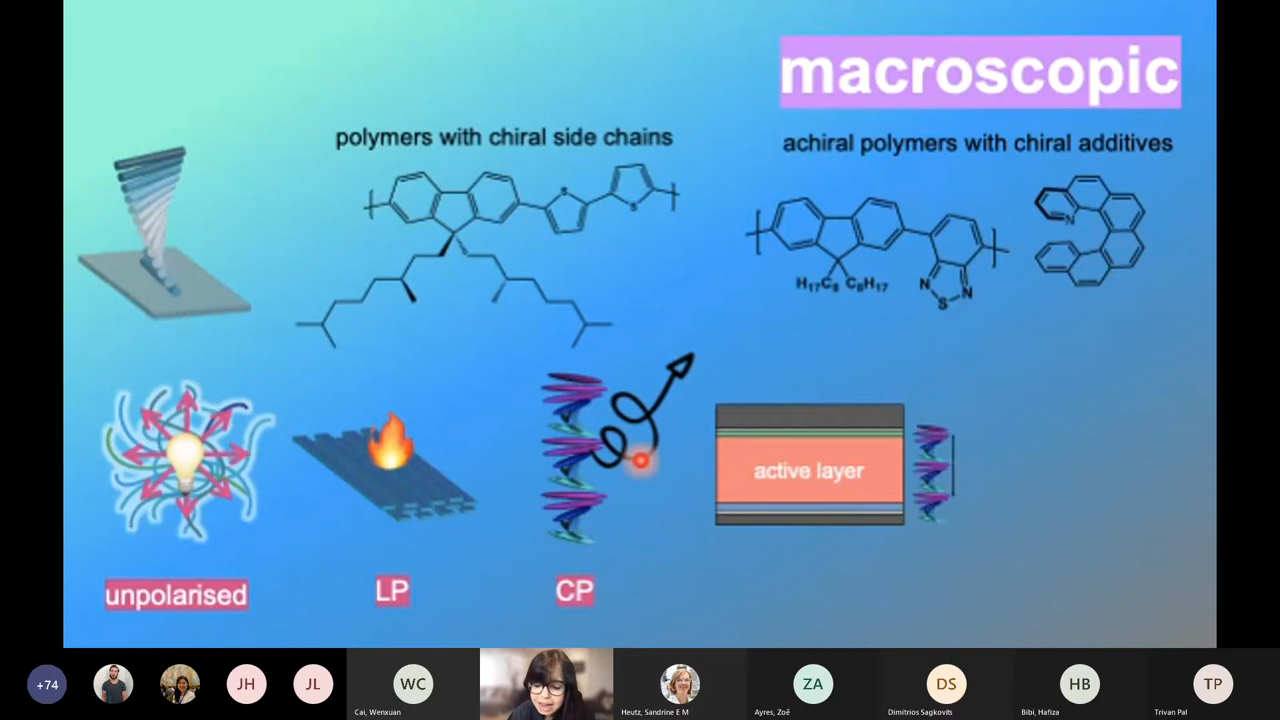 macroscopic
polymers with chiral side chains
achiral polymers with chiral additives
S
S
N
H₁₇C₈ C₈H₁₇
N
N
S
active layer
unpolarised
LP
CP
+74
JH
JL
WC
ZA
DS
HB
TP
Cai, Wenxuan
Heutz, Sandrine E M
Ayres, Zoë
Dimitrios Sagkovits
Bibi, Hafiza
Trivan Pal